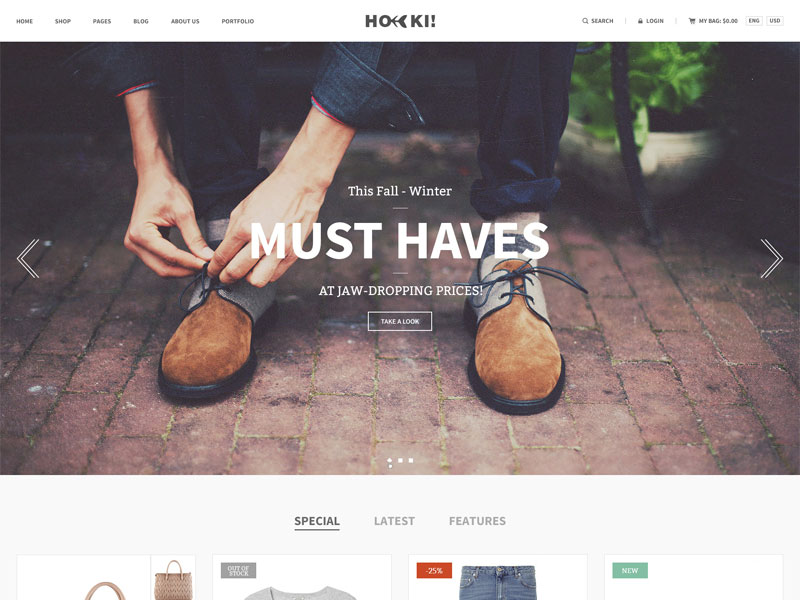 HOME SHOP PAGES BLOG ABOUT US PORTFOLIO HOKKI! SEARCH LOGIN MY BAG: $0.00 ENG USD
This Fall - Winter
MUST HAVES
AT JAW-DROPPING PRICES!
TAKE A LOOK
SPECIAL LATEST FEATURES
OUT OF
STOCK
-25%
NEW